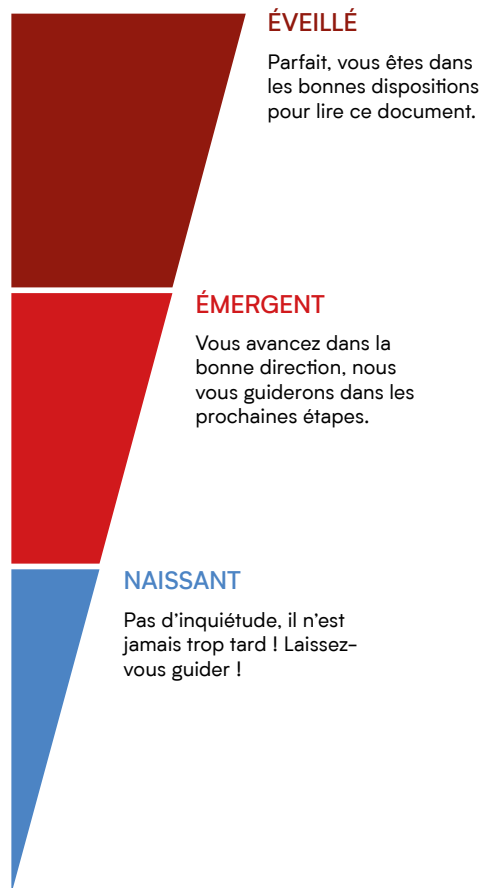 ÉVEILLÉ
Parfait, vous êtes dans
les bonnes dispositions
pour lire ce document.
ÉMERGENT
Vous avancez dans la
bonne direction, nous
vous guiderons dans les
prochaines étapes.
NAISSANT
Pas d'inquiétude, il n'est
jamais trop tard ! Laissez-
vous guider !